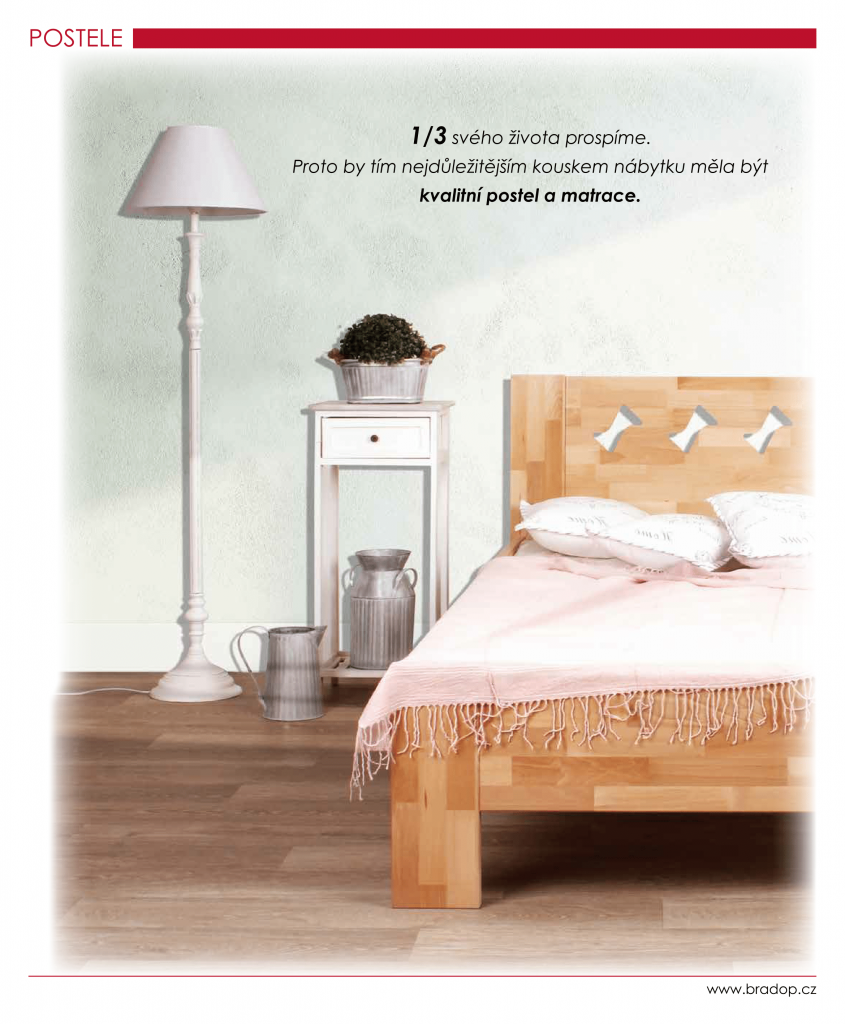 POSTELE
1/3 svého života prospíme.
Proto by tím nejdůležitějším kouskem nábytku měla být
kvalitní postel a matrace.
www.bradop.cz